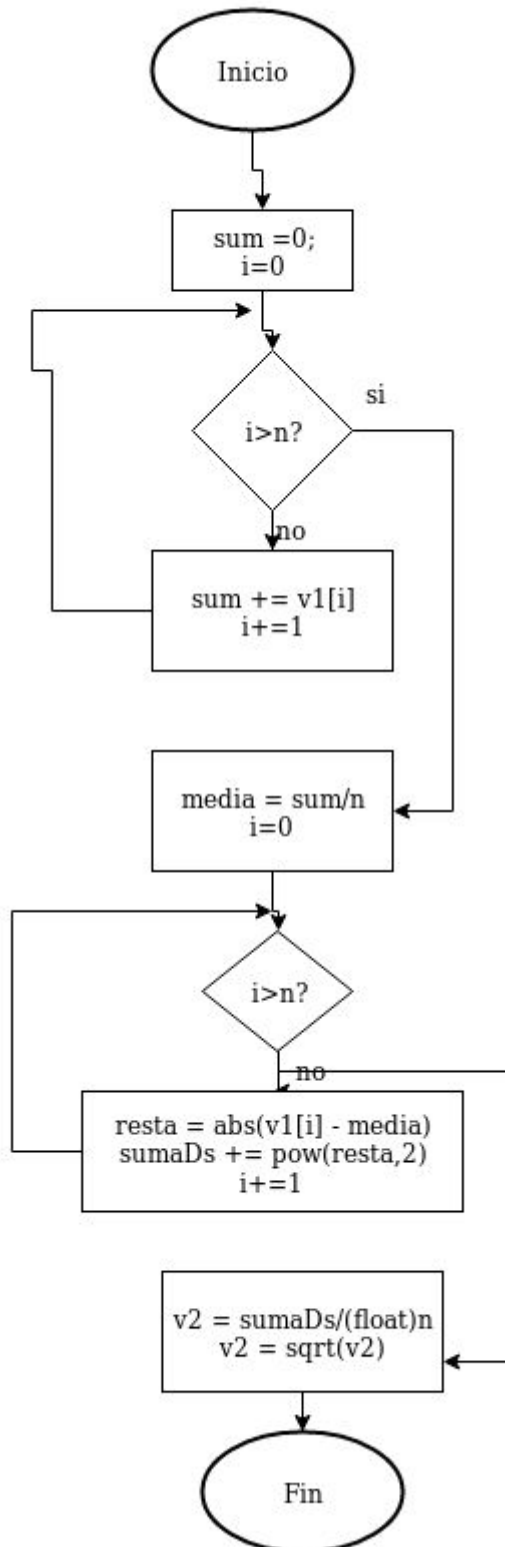 Inicio
sum =0;
i=0
i>n?
si
no
sum += v1[i]
i+=1
media = sum/n
i=0
i>n?
no
resta = abs(v1[i] - media)
sumaDs += pow(resta,2)
i+=1
v2 = sumaDs/(float)n
v2 = sqrt(v2)
Fin